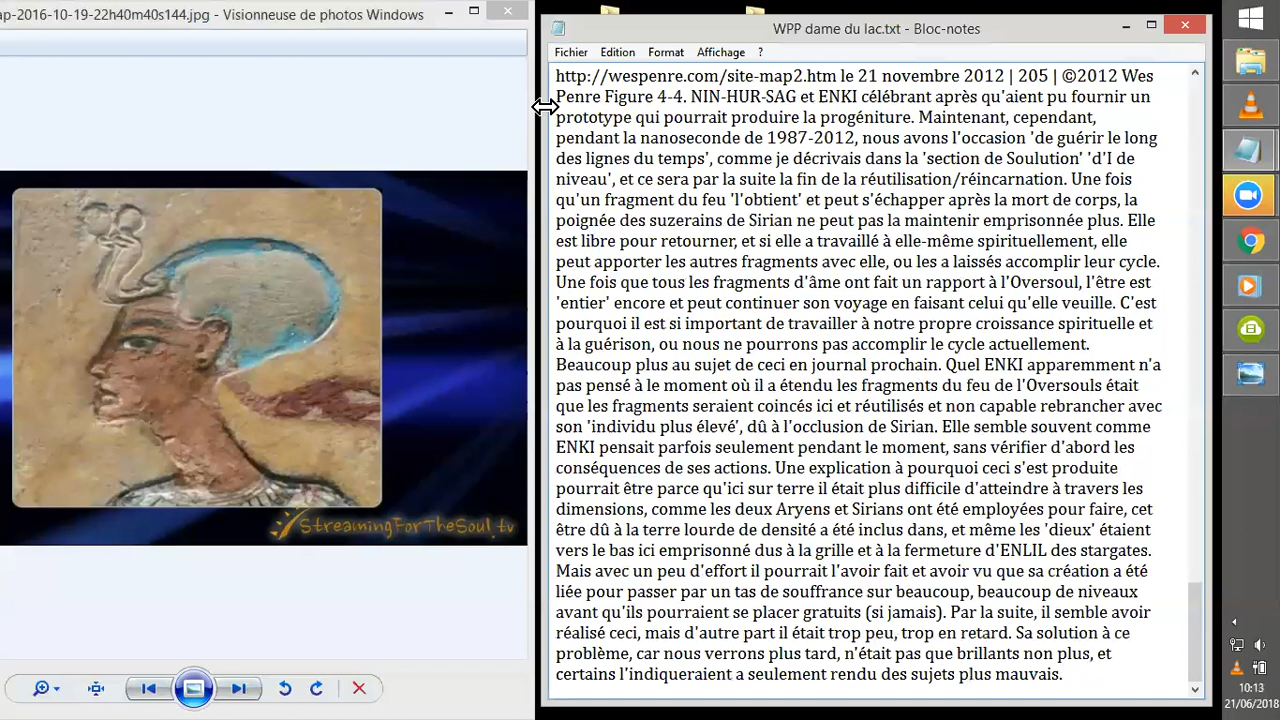 ap-2016-10-19-22h40m40s144.jpg - Visionneuse de photos Windows
StreamingForTheSoul.tv
WPP dame du lac.txt - Bloc-notes
Fichier Edition Format Affichage ?
http://wespenre.com/site-map2.htm le 21 novembre 2012 | 205 | ©2012 Wes
Penre Figure 4-4. NIN-HUR-SAG et ENKI célébrant après qu'aient pu fournir un
prototype qui pourrait produire la progéniture. Maintenant, cependant,
pendant la nanoseconde de 1987-2012, nous avons l'occasion 'de guérir le long
des lignes du temps', comme je décrivais dans la 'section de Soulution' 'd'I de
niveau', et ce sera par la suite la fin de la réutilisation/réincarnation. Une fois
qu'un fragment du feu 'l'obtient' et peut s'échapper après la mort de corps, la
poignée des suzerains de Sirian ne peut pas la maintenir emprisonnée plus. Elle
est libre pour retourner, et si elle a travaillé à elle-même spirituellement, elle
peut apporter les autres fragments avec elle, ou les a laissés accomplir leur cycle.
Une fois que tous les fragments d'âme ont fait un rapport à l'Oversoul, l'être est
'entier' encore et peut continuer son voyage en faisant celui qu'elle veuille. C'est
pourquoi il est si important de travailler à notre propre croissance spirituelle et
à la guérison, ou nous ne pourrons pas accomplir le cycle actuellement.
Beaucoup plus au sujet de ceci en journal prochain. Quel ENKI apparemment n'a
pas pensé à le moment où il a étendu les fragments du feu de l'Oversouls était
que les fragments seraient coincés ici et réutilisés et non capable rebrancher avec
son 'individu plus élevé', dû à l'occlusion de Sirian. Elle semble souvent comme
ENKI pensait parfois seulement pendant le moment, sans vérifier d'abord les
conséquences de ses actions. Une explication à pourquoi ceci s'est produite
pourrait être parce qu'ici sur terre il était plus difficile d'atteindre à travers les
dimensions, comme les deux Aryens et Sirians ont été employées pour faire, cet
être dû à la terre lourde de densité a été inclus dans, et même les 'dieux' étaient
vers le bas ici emprisonné dus à la grille et à la fermeture d'ENLIL des stargates.
Mais avec un peu d'effort il pourrait l'avoir fait et avoir vu que sa création a été
liée pour passer par un tas de souffrance sur beaucoup, beaucoup de niveaux
avant qu'ils pourraient se placer gratuits (si jamais). Par la suite, il semble avoir
réalisé ceci, mais d'autre part il était trop peu, trop en retard. Sa solution à ce
problème, car nous verrons plus tard, n'était pas que brillants non plus, et
certains l'indiqueraient a seulement rendu des sujets plus mauvais.
10:13
21/06/2018